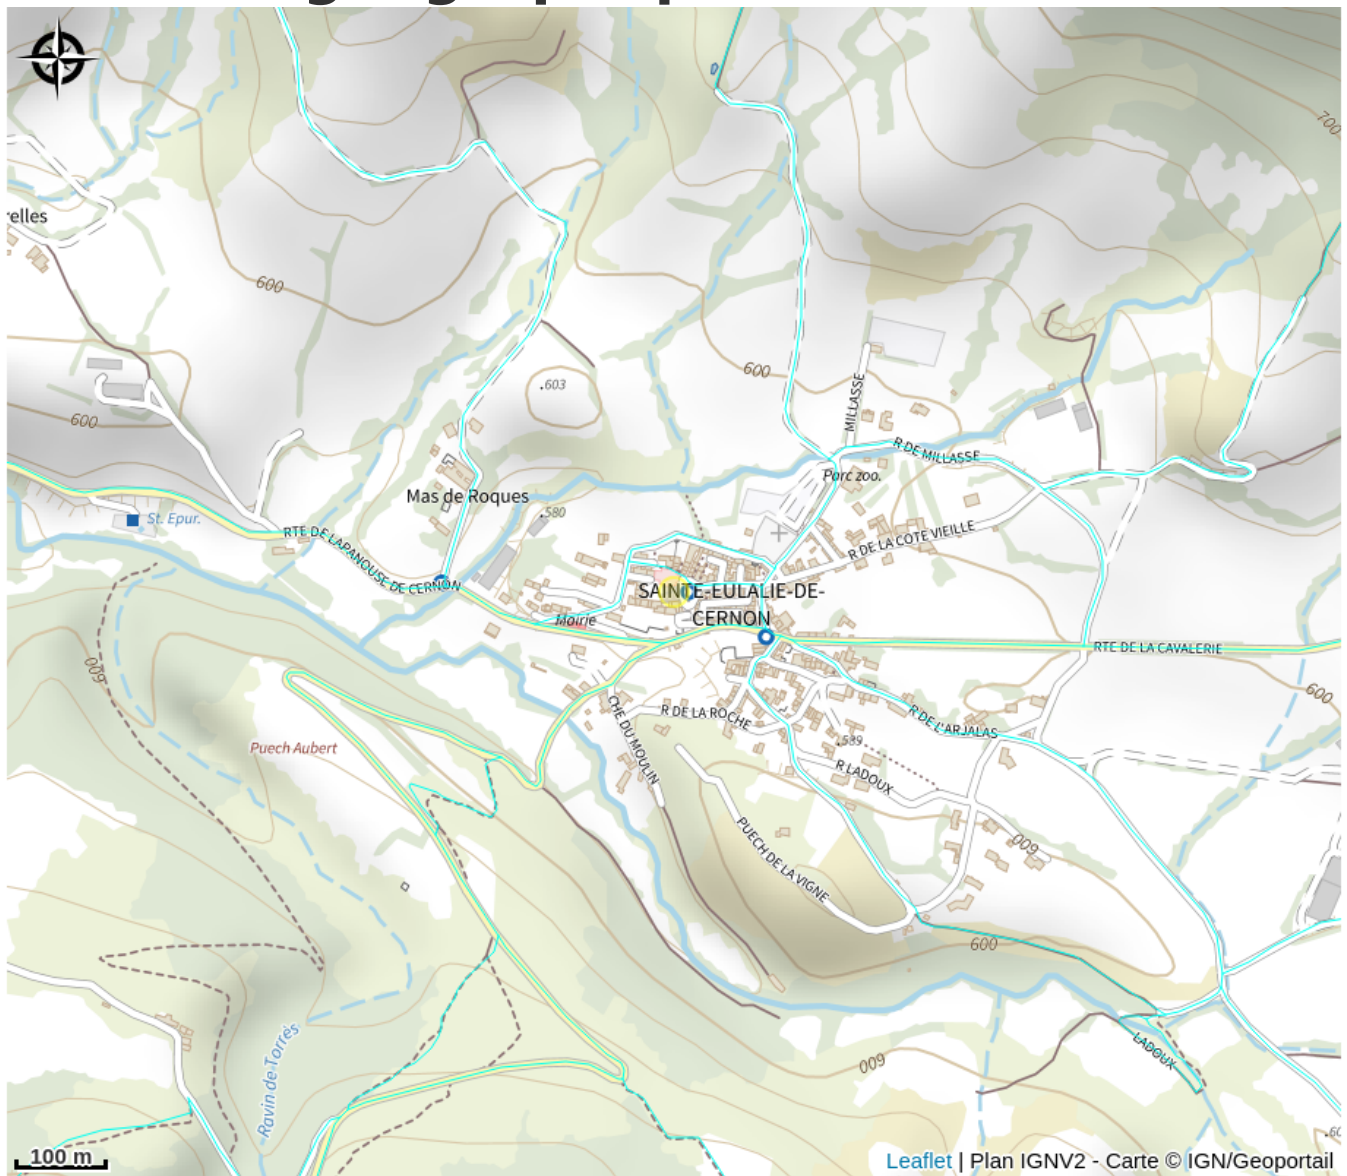 700
relles
600
600
.603
600
MILLASSE
R DE MILLASSE
Parc zoo.
Mas de Roques
St. Epur.
.580
RTE DE LAPANOUSE DE CERNON
R DE LA COTE VIEILLE
SAINTE-EULALIE-DE-
CERNON
Mairie
RTE DE LA CAVALERIE
600
600
CHE DU MOULIN
R DE LA ROCHE
R DE L'ARJALAS
Puech Aubert
.589
R LADOUX
PUECH DE LA VIGNE
600
600
Ravin de Torrès
LADOUX
600
100 m
Leaflet | Plan IGNV2 - Carte © IGN/Geoportail